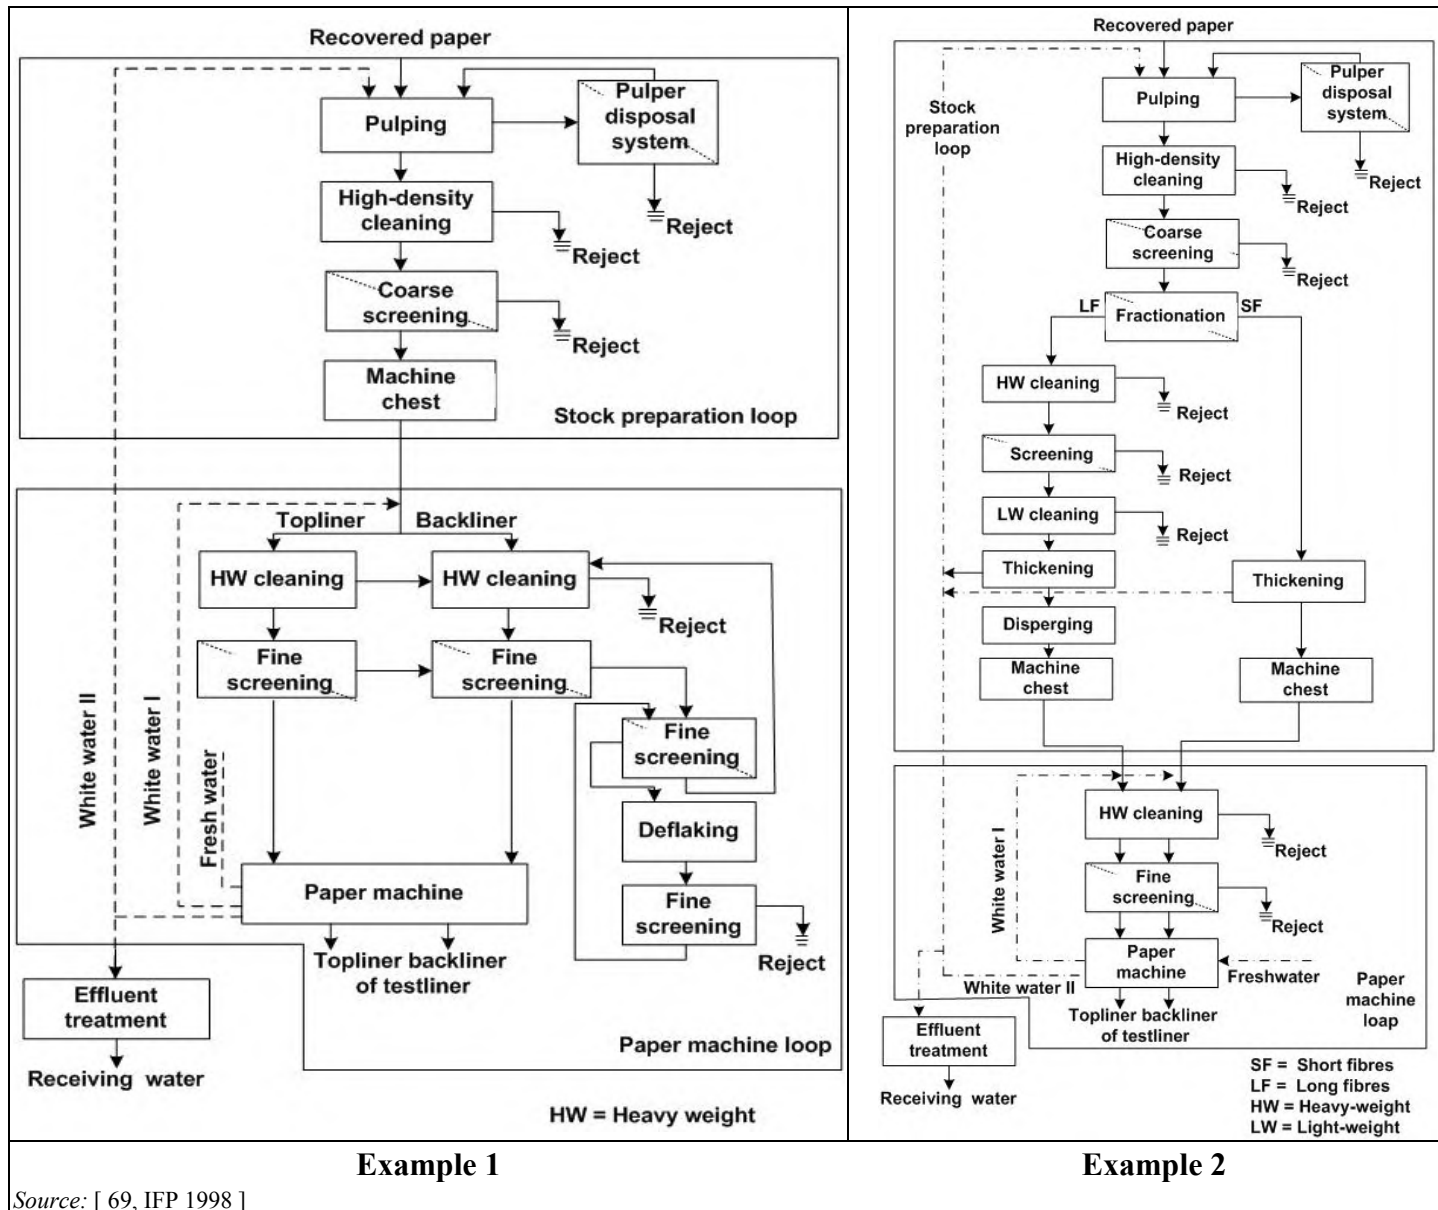 Recovered paper
Pulping
Pulper
disposal
system
Reject
High-density
cleaning
Reject
Coarse
screening
Reject
Machine
chest
Stock preparation loop
Topliner
Backliner
HW cleaning
HW cleaning
Reject
Fine
screening
Fine
screening
Fine
screening
Deflaking
Fine
screening
Reject
White water II
White water I
Fresh water
Paper machine
Topliner backliner
of testliner
Effluent
treatment
Receiving water
Paper machine loop
HW = Heavy weight
Example 1
Recovered paper
Stock
preparation
loop
Pulping
Pulper
disposal
system
Reject
High-density
cleaning
Reject
Coarse
screening
Reject
LF
Fractionation
SF
HW cleaning
Reject
Screening
Reject
LW cleaning
Reject
Thickening
Thickening
Disperging
Machine
chest
Machine
chest
HW cleaning
Reject
White water I
Fine
screening
Reject
Paper
machine
Freshwater
White water II
Topliner backliner
of testliner
Paper
machine
loap
Effluent
treatment
Receiving water
SF = Short fibres
LF = Long fibres
HW = Heavy-weight
LW = Light-weight
Example 2
Source: [ 69, IFP 1998 ]